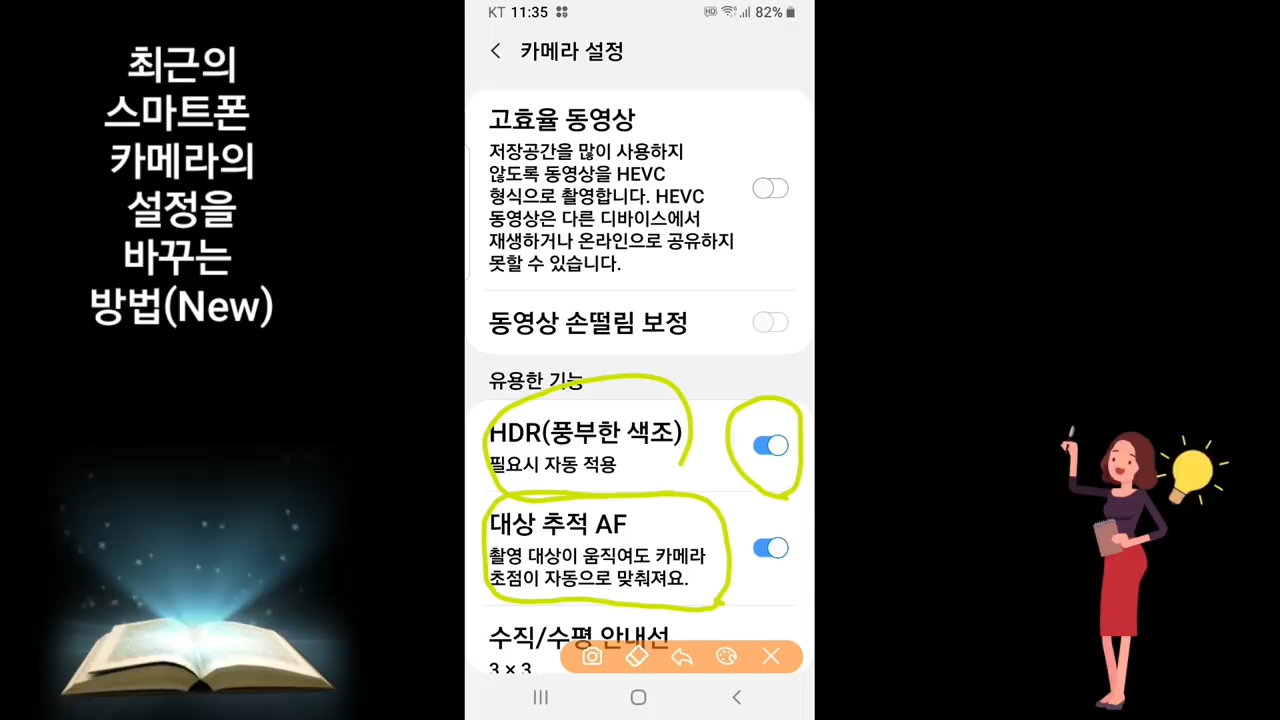 최근의
스마트폰
카메라의
설정을
바꾸는
방법(New)
KT 11:35
HD 82%
카메라 설정
고효율 동영상
저장공간을 많이 사용하지
않도록 동영상을 HEVC
형식으로 촬영합니다. HEVC
동영상은 다른 디바이스에서
재생하거나 온라인으로 공유하지
못할 수 있습니다.
동영상 손떨림 보정
유용한 기능
HDR(풍부한 색조)
필요시 자동 적용
대상 추적 AF
촬영 대상이 움직여도 카메라
초점이 자동으로 맞춰져요.
수직/수평 안내선
3 × 3